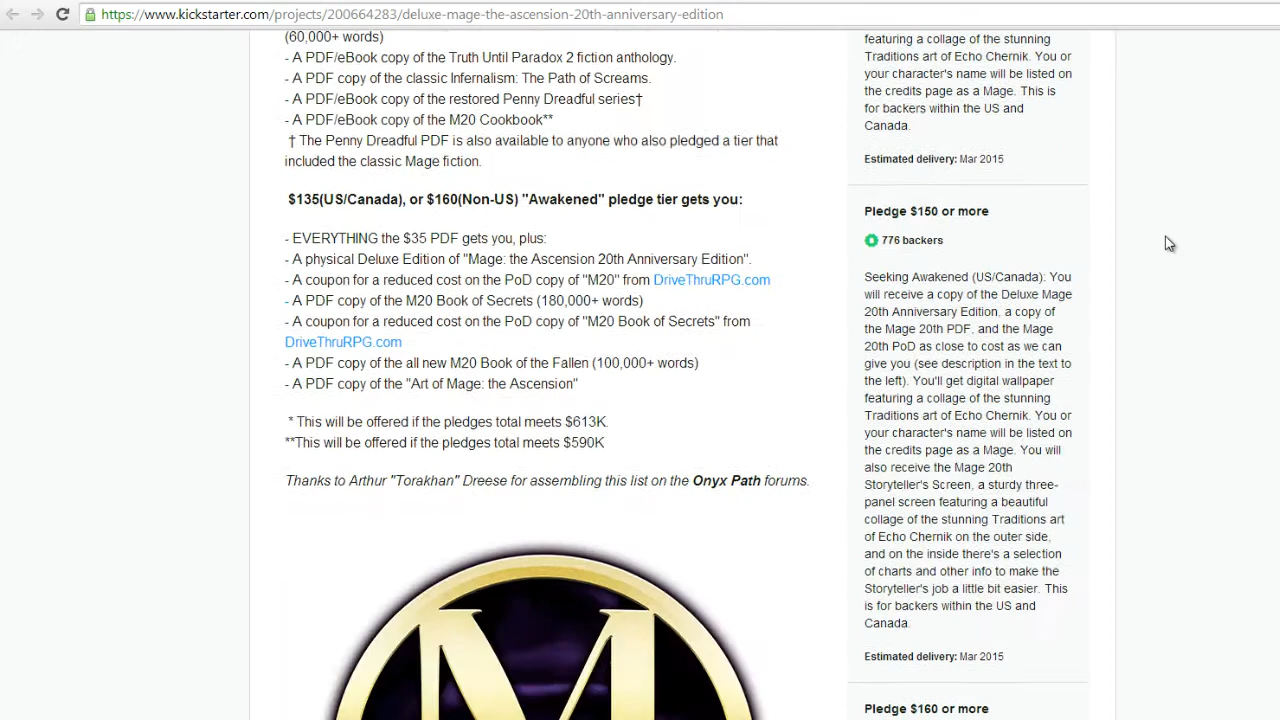 https://www.kickstarter.com/projects/200664283/deluxe-mage-the-ascension-20th-anniversary-edition
(60,000+ words)
- A PDF/eBook copy of the Truth Until Paradox 2 fiction anthology.
- A PDF copy of the classic Infernalism: The Path of Screams.
- A PDF/eBook copy of the restored Penny Dreadful series†
- A PDF/eBook copy of the M20 Cookbook**
† The Penny Dreadful PDF is also available to anyone who also pledged a tier that
included the classic Mage fiction.
$135(US/Canada), or $160(Non-US) "Awakened" pledge tier gets you:
- EVERYTHING the $35 PDF gets you, plus:
- A physical Deluxe Edition of "Mage: the Ascension 20th Anniversary Edition".
- A coupon for a reduced cost on the PoD copy of "M20" from DriveThruRPG.com
- A PDF copy of the M20 Book of Secrets (180,000+ words)
- A coupon for a reduced cost on the PoD copy of "M20 Book of Secrets" from
DriveThruRPG.com
- A PDF copy of the all new M20 Book of the Fallen (100,000+ words)
- A PDF copy of the "Art of Mage: the Ascension"
* This will be offered if the pledges total meets $613K.
**This will be offered if the pledges total meets $590K
Thanks to Arthur "Torakhan" Dreese for assembling this list on the Onyx Path forums.
M
featuring a collage of the stunning
Traditions art of Echo Chernik. You or
your character's name will be listed on
the credits page as a Mage. This is
for backers within the US and
Canada.
Estimated delivery: Mar 2015
Pledge $150 or more
776 backers
Seeking Awakened (US/Canada): You
will receive a copy of the Deluxe Mage
20th Anniversary Edition, a copy of
the Mage 20th PDF, and the Mage
20th PoD as close to cost as we can
give you (see description in the text to
the left). You'll get digital wallpaper
featuring a collage of the stunning
Traditions art of Echo Chernik. You or
your character's name will be listed on
the credits page as a Mage. You will
also receive the Mage 20th
Storyteller's Screen, a sturdy three-
panel screen featuring a beautiful
collage of the stunning Traditions art
of Echo Chernik on the outer side,
and on the inside there's a selection
of charts and other info to make the
Storyteller's job a little bit easier. This
is for backers within the US and
Canada.
Estimated delivery: Mar 2015
Pledge $160 or more